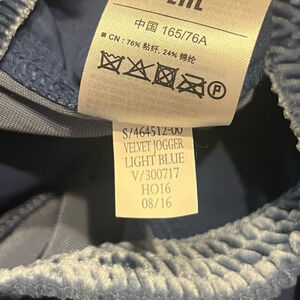 中国 165/76A
■ CN : 76% 粘纤, 24% 锦纶
P
S/464512-00
VELVET JOGGER
LIGHT BLUE
V/300717
HO16
08/16